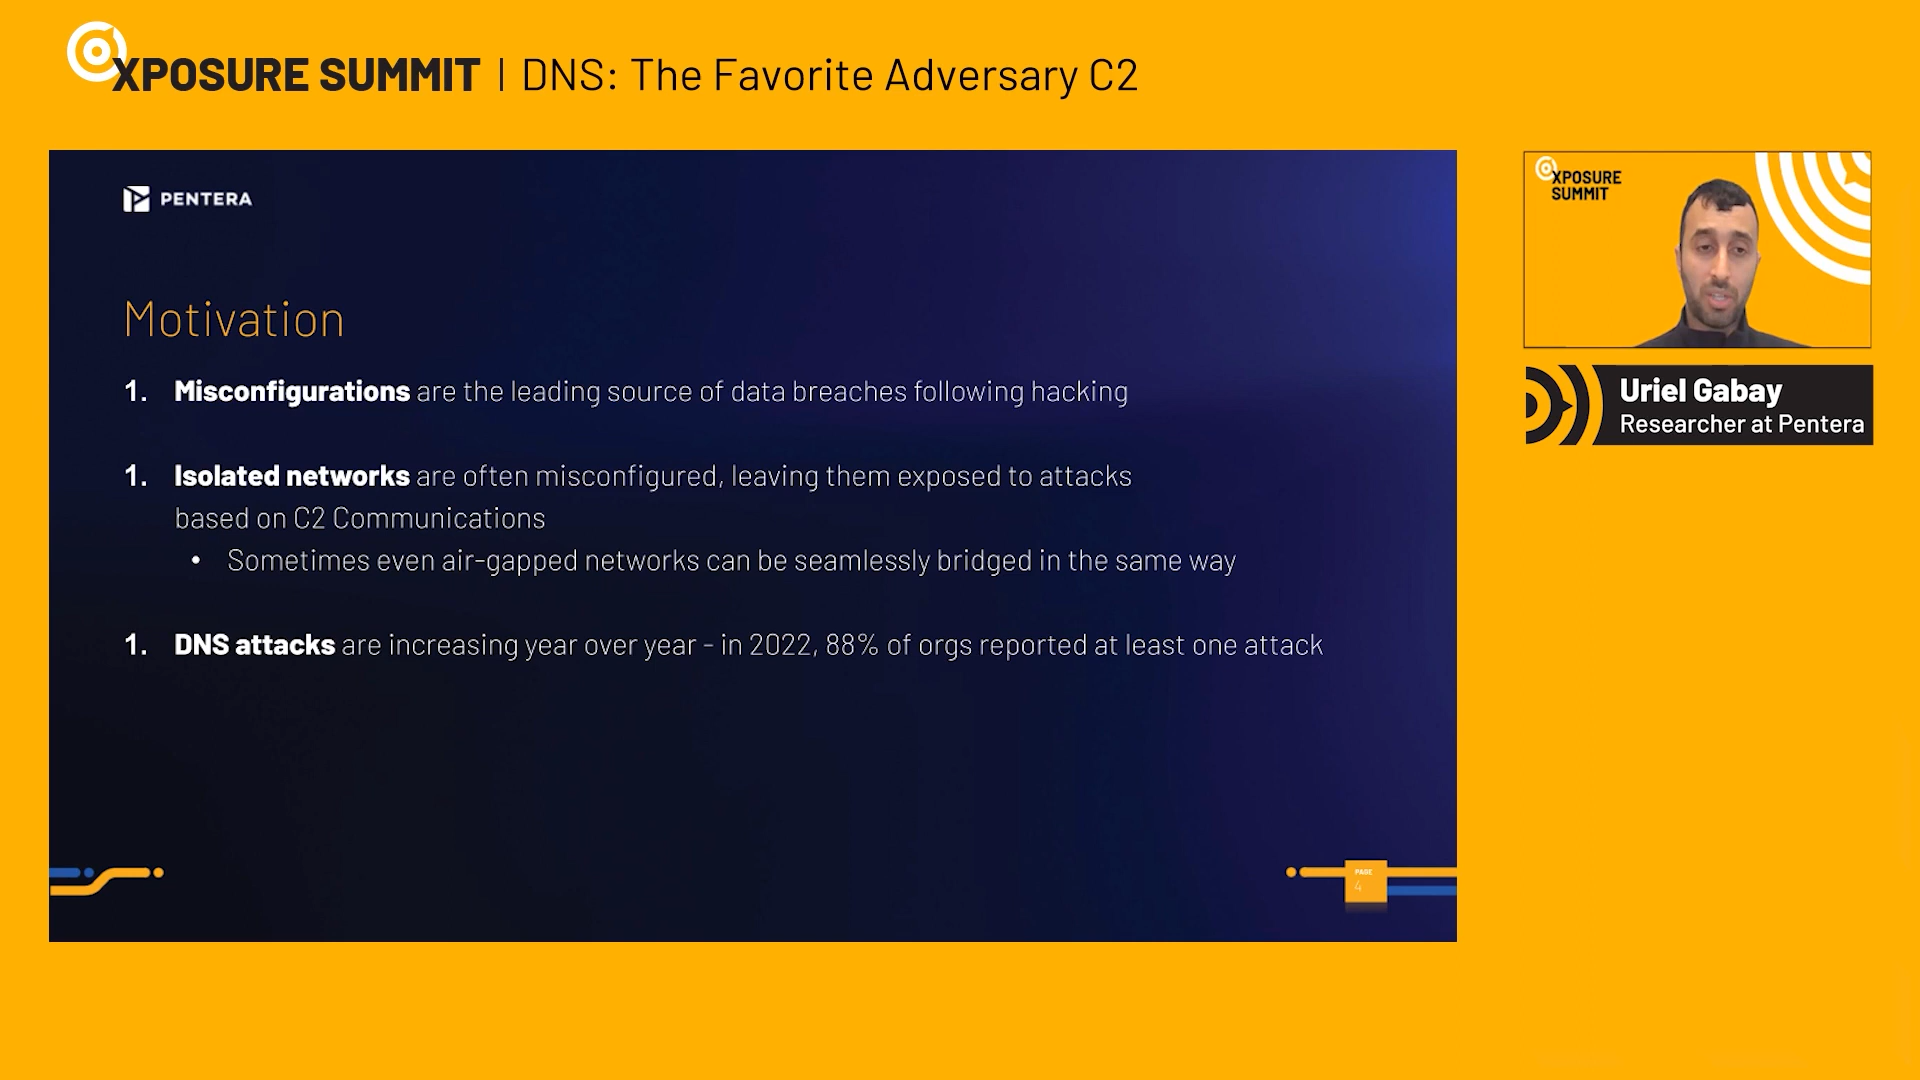 XPOSURE SUMMIT | DNS: The Favorite Adversary C2
PENTERA
Motivation
1. Misconfigurations are the leading source of data breaches following hacking
1. Isolated networks are often misconfigured, leaving them exposed to attacks
based on C2 Communications
• Sometimes even air-gapped networks can be seamlessly bridged in the same way
1. DNS attacks are increasing year over year - in 2022, 88% of orgs reported at least one attack
PAGE
4
XPOSURE
SUMMIT
Uriel Gabay
Researcher at Pentera